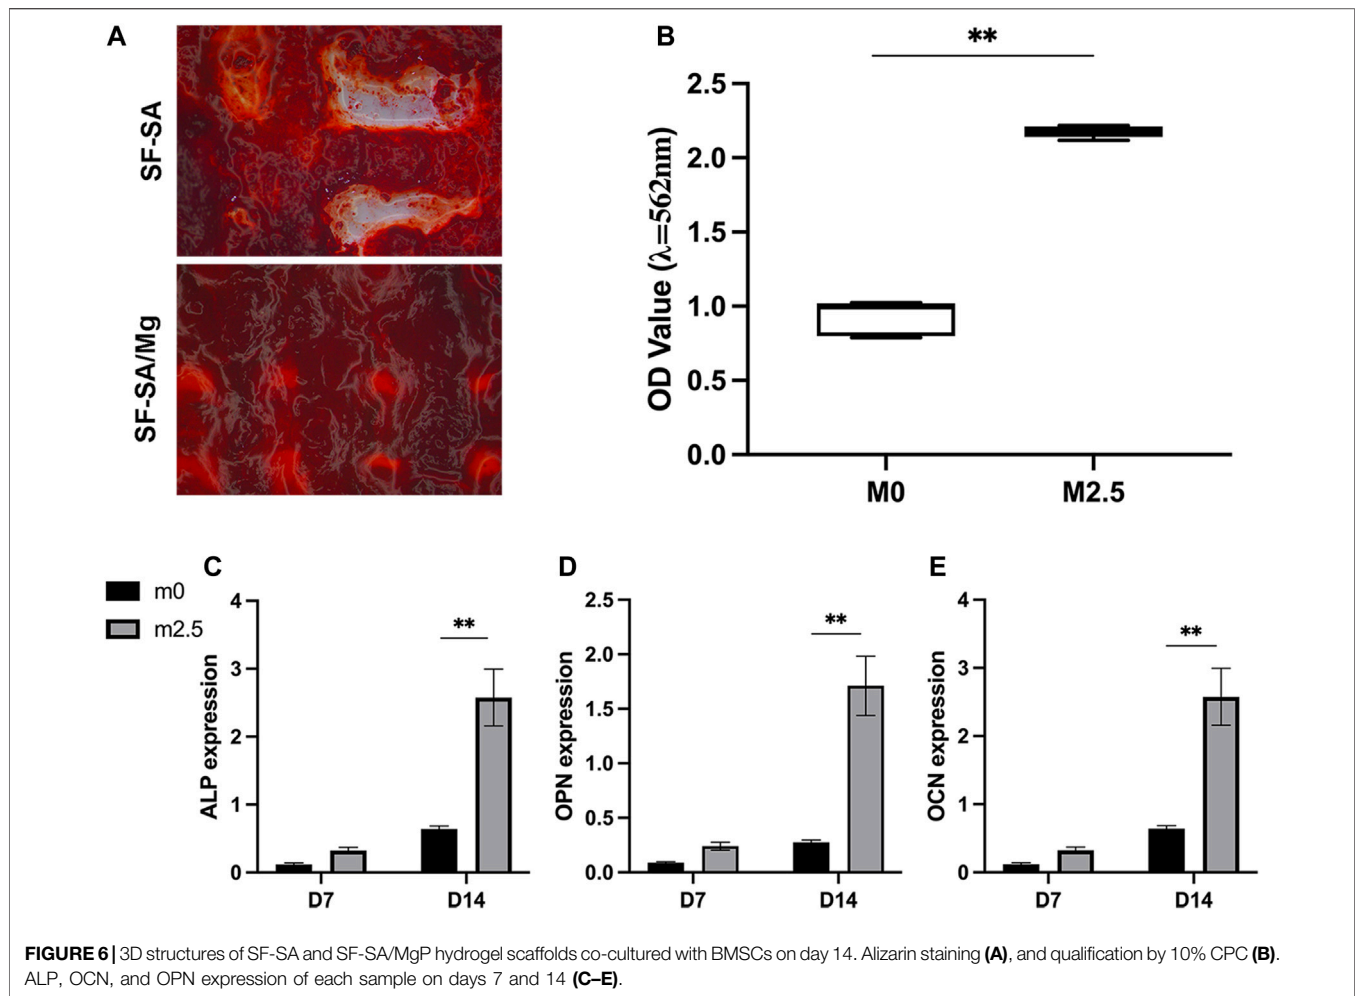 A
SF-SA
SF-SA/Mg
B
**
OD Value (λ=562nm)
2.5
2.0
1.5
1.0
0.5
0.0
M0
M2.5
m0
m2.5
C
ALP expression
4
3
2
1
0
**
D7
D14
D
OPN expression
2.5
2.0
1.5
1.0
0.5
0.0
**
D7
D14
E
OCN expression
4
3
2
1
0
**
D7
D14
FIGURE 6 | 3D structures of SF-SA and SF-SA/MgP hydrogel scaffolds co-cultured with BMSCs on day 14. Alizarin staining (A), and qualification by 10% CPC (B).
ALP, OCN, and OPN expression of each sample on days 7 and 14 (C–E).